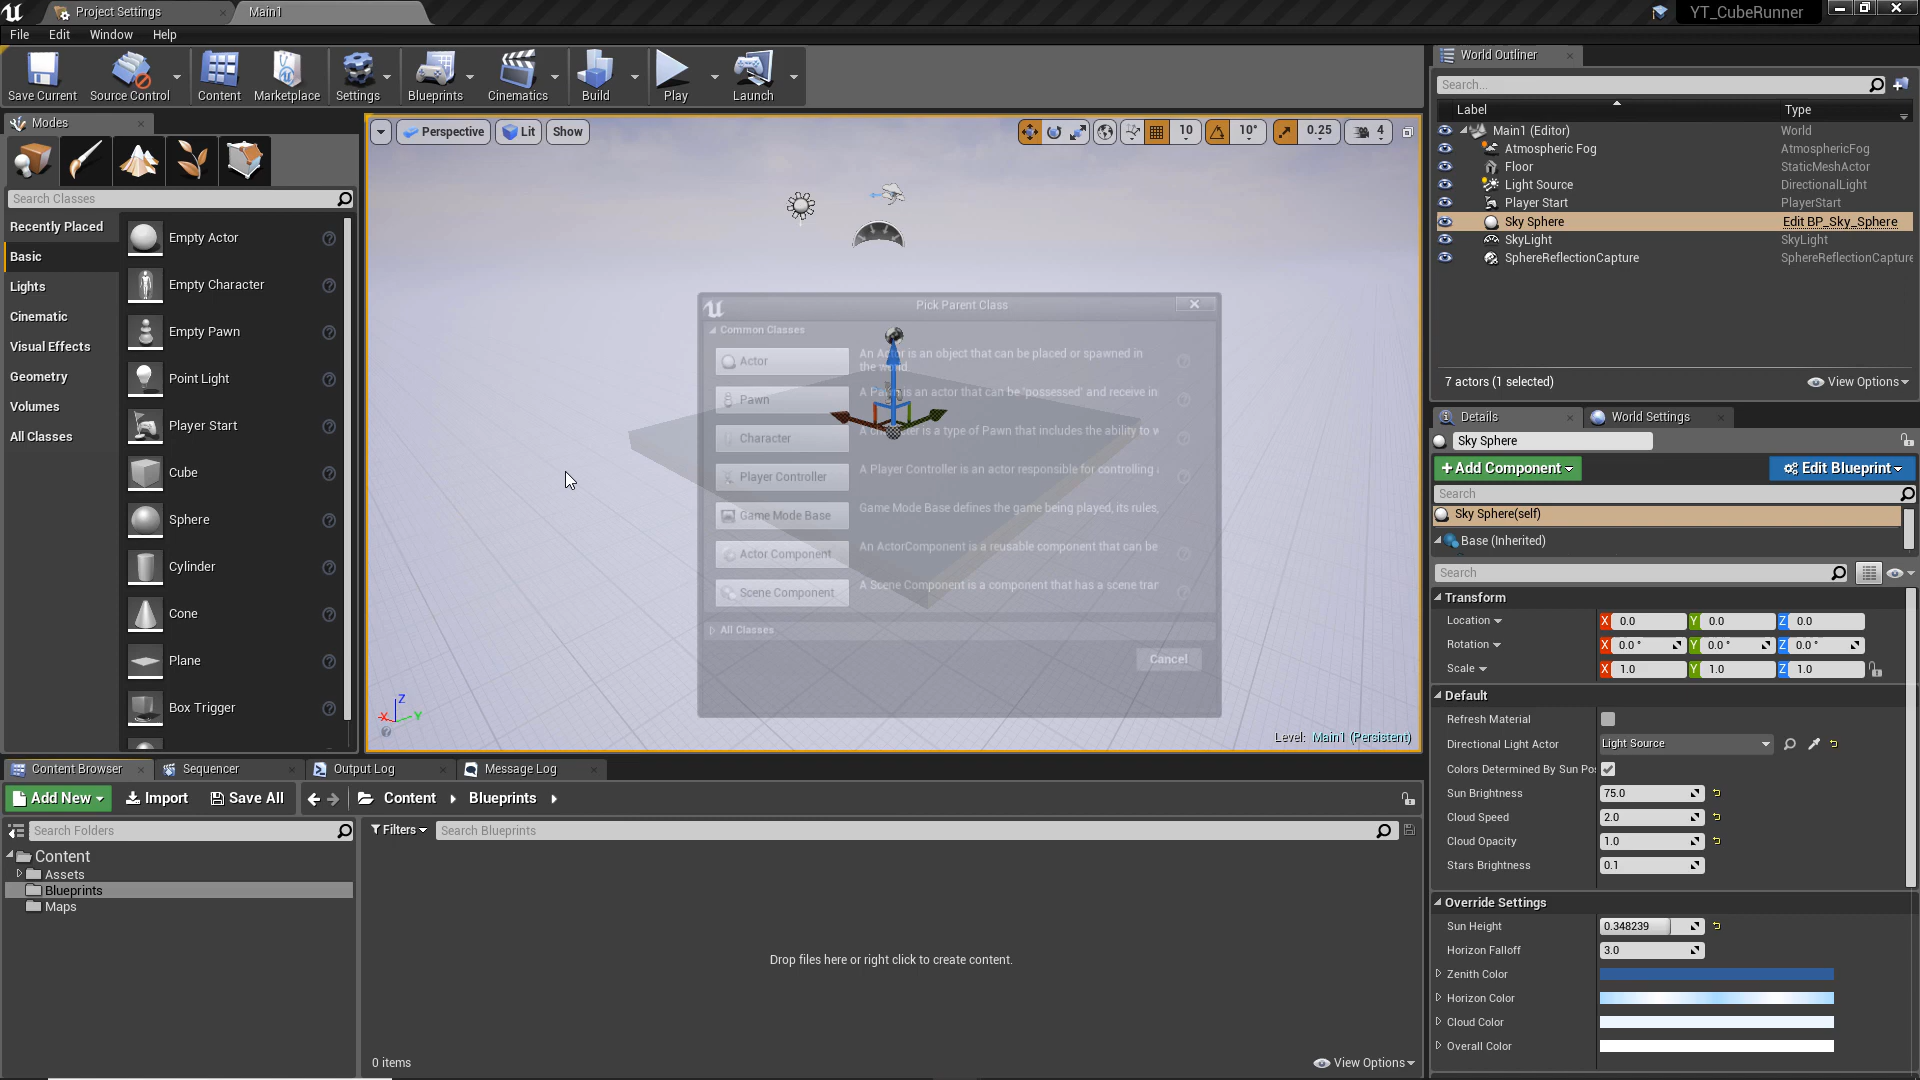 Project Settings
Main1
YT_CubeRunner
File Edit Window Help
Save Current
Source Control
Content
Marketplace
Settings
Blueprints
Cinematics
Build
Play
Launch
Modes
Search Classes
Recently Placed
Basic
Lights
Cinematic
Visual Effects
Geometry
Volumes
All Classes
Empty Actor
Empty Character
Empty Pawn
Point Light
Player Start
Cube
Sphere
Cylinder
Cone
Plane
Box Trigger
Perspective
Lit
Show
10
10°
0.25
4
Pick Parent Class
Common Classes
Actor
An Actor is an object that can be placed or spawned in
the world
Pawn
A Pawn is an actor that can be 'possessed' and receive in
Character
A character is a type of Pawn that includes the ability to w
Player Controller
A Player Controller is an actor responsible for controlling
Game Mode Base
Game Mode Base defines the game being played, its rules,
Actor Component
An ActorComponent is a reusable component that can be
Scene Component
A Scene Component is a component that has a scene tran
All Classes
Cancel
Z
X
Y
Level: Main1 (Persistent)
World Outliner
Search...
Label Type
Main1 (Editor) World
Atmospheric Fog AtmosphericFog
Floor StaticMeshActor
Light Source DirectionalLight
Player Start PlayerStart
Sky Sphere Edit BP_Sky_Sphere
SkyLight SkyLight
SphereReflectionCapture SphereReflectionCapture
7 actors (1 selected)
View Options
Details
World Settings
Sky Sphere
+Add Component
Edit Blueprint
Search
Sky Sphere(self)
Base (Inherited)
Search
Transform
Location X 0.0 Y 0.0 Z 0.0
Rotation X 0.0 ° Y 0.0 ° Z 0.0 °
Scale X 1.0 Y 1.0 Z 1.0
Default
Refresh Material
Directional Light Actor Light Source
Colors Determined By Sun Pos
Sun Brightness 75.0
Cloud Speed 2.0
Cloud Opacity 1.0
Stars Brightness 0.1
Override Settings
Sun Height 0.348239
Horizon Falloff 3.0
Zenith Color
Horizon Color
Cloud Color
Overall Color
Content Browser
Sequencer
Output Log
Message Log
Add New
Import
Save All
Content
Blueprints
Search Folders
Filters
Search Blueprints
Content
Assets
Blueprints
Maps
Drop files here or right click to create content.
0 items
View Options